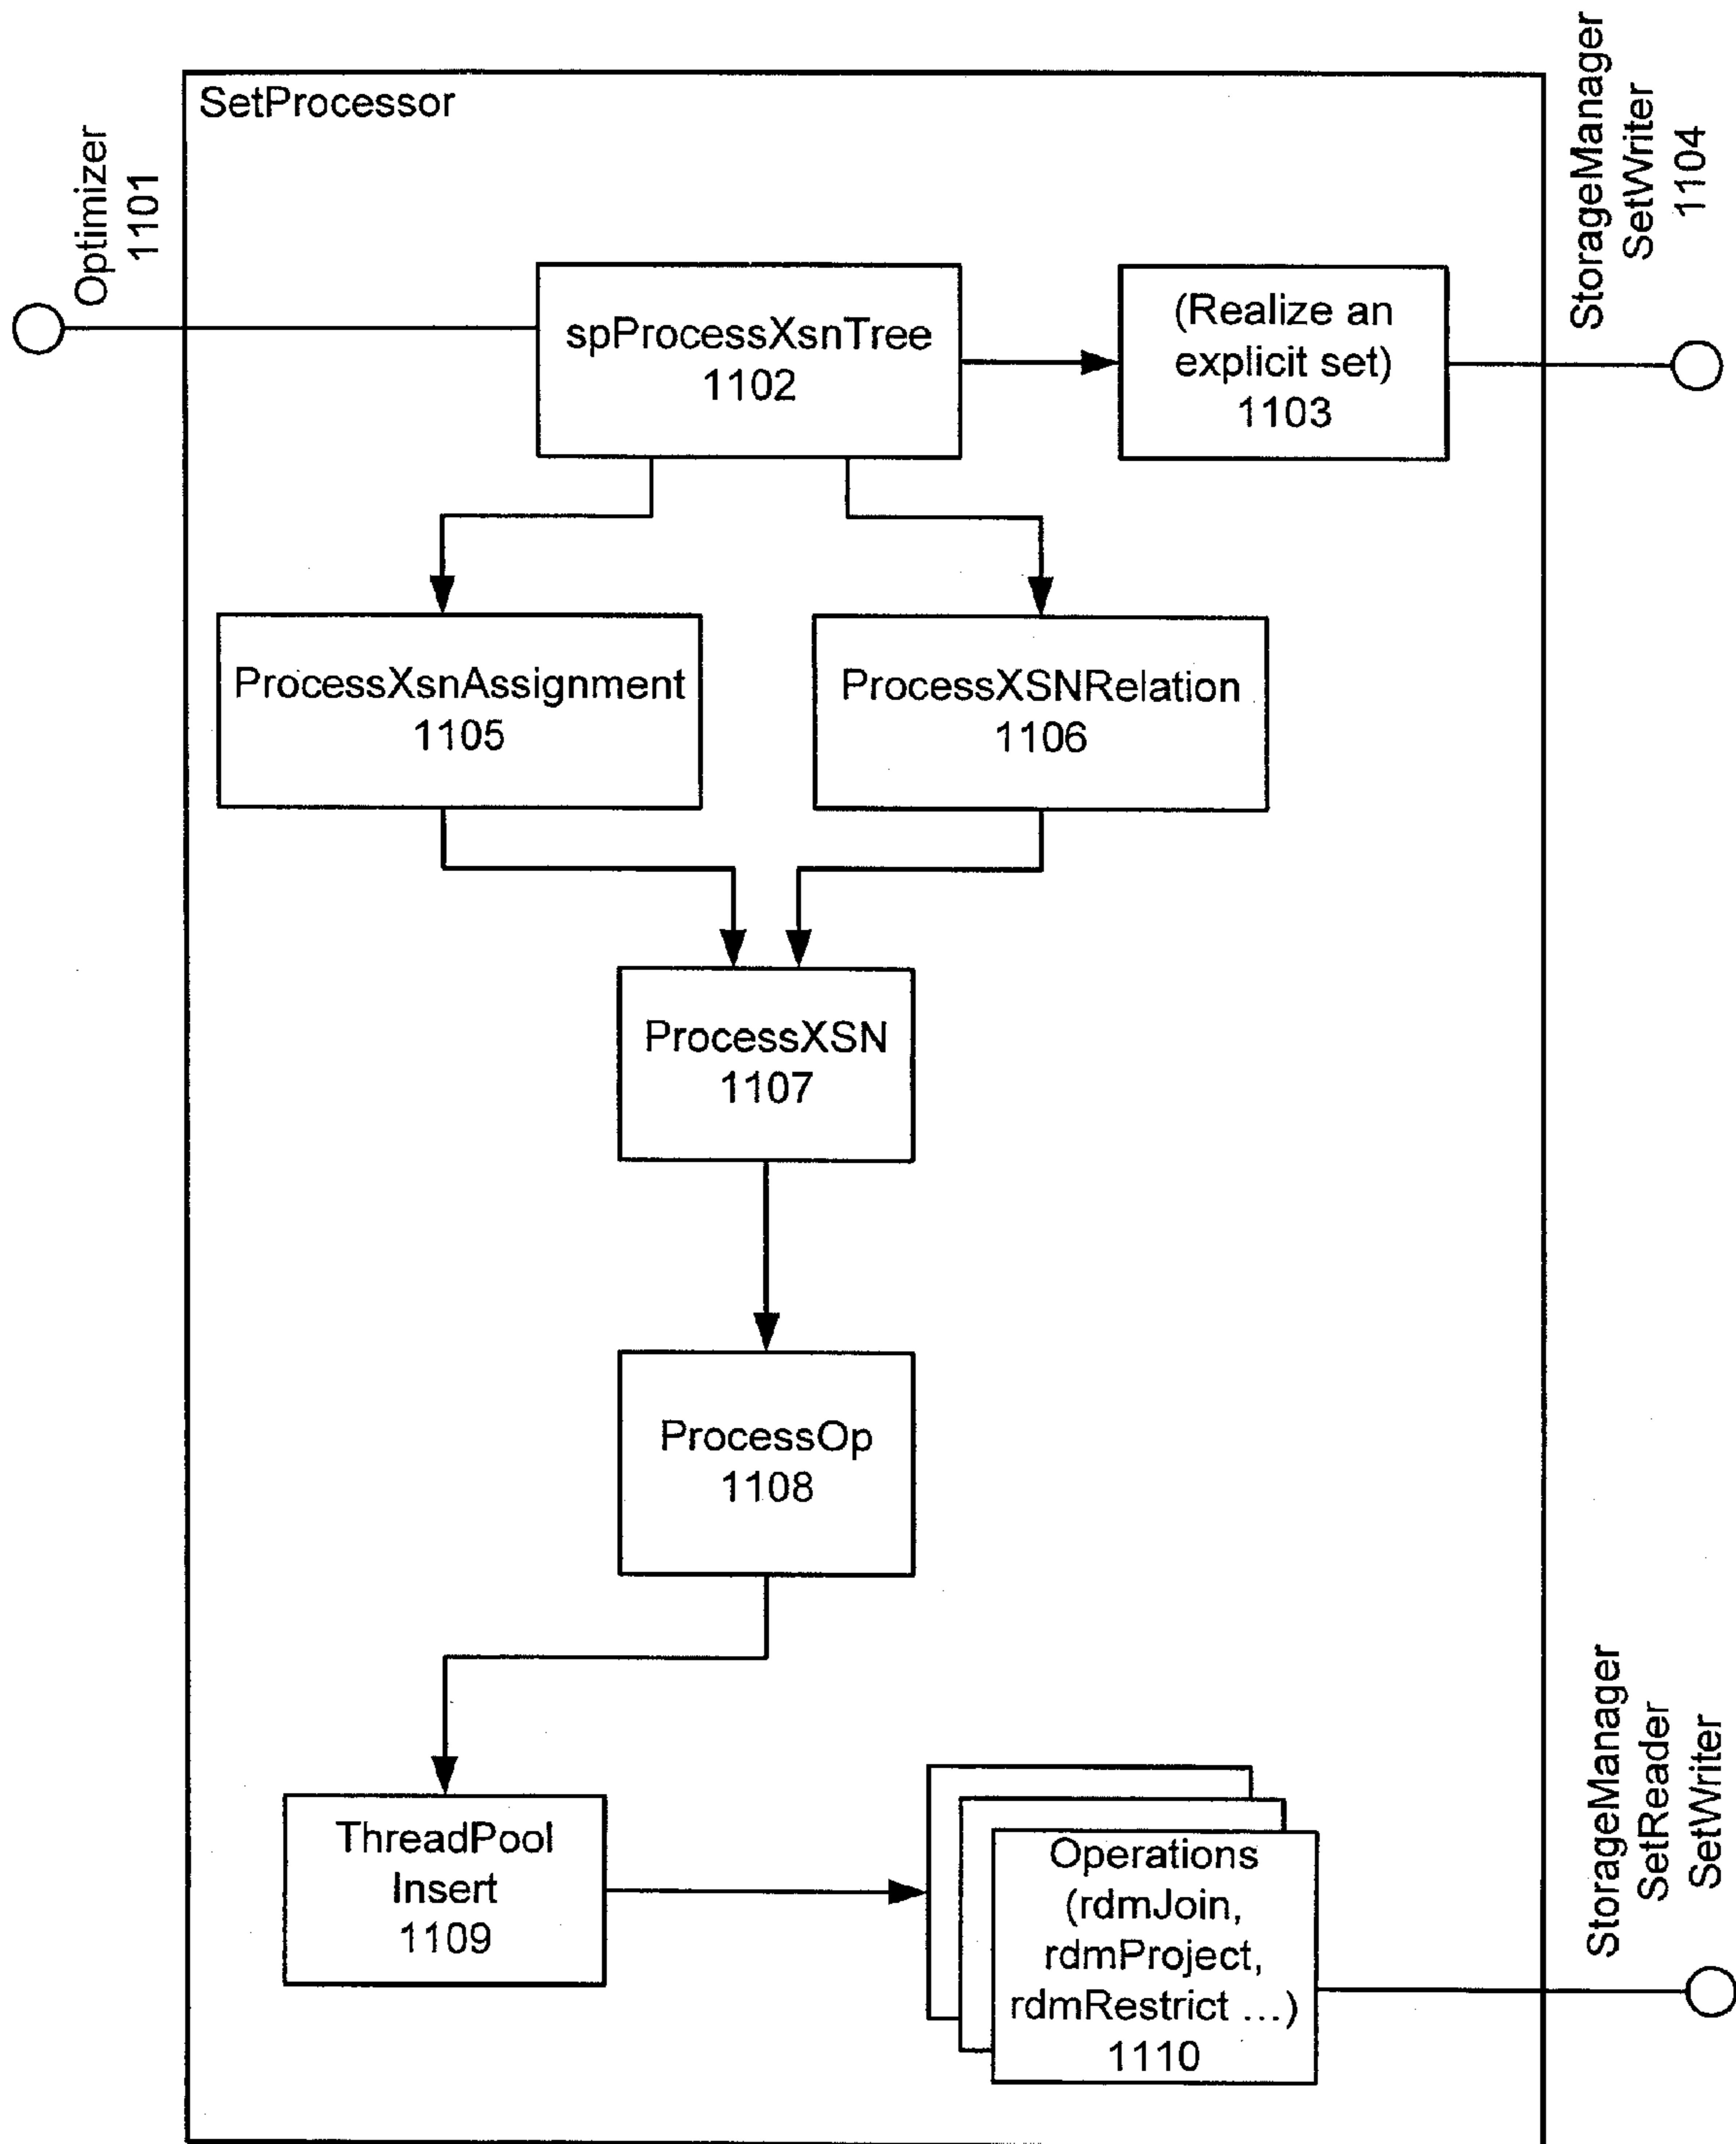 SetProcessor
Optimizer
1101
StorageManager
SetWriter
1104
spProcessXsnTree
1102
(Realize an
explicit set)
1103
ProcessXsnAssignment
1105
ProcessXSNRelation
1106
ProcessXSN
1107
ProcessOp
1108
ThreadPool
Insert
1109
Operations
(rdmJoin,
rdmProject,
rdmRestrict ...)
1110
StorageManager
SetReader
SetWriter